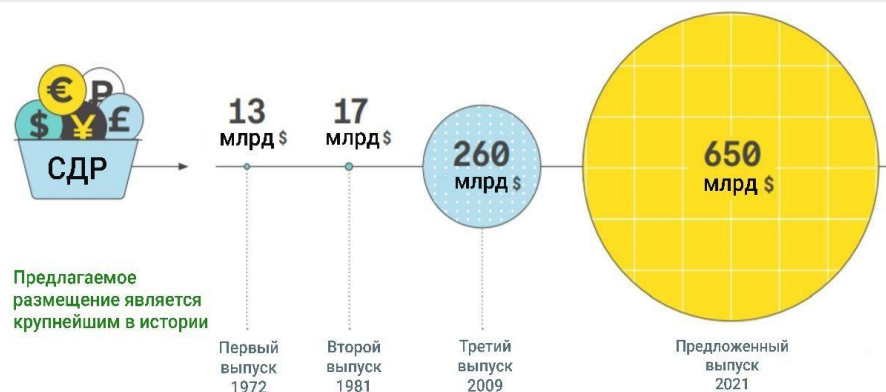 € ₽
$ ¥ £
СДР
13
млрд $
17
млрд $
260
млрд $
650
млрд $
Предлагаемое
размещение является
крупнейшим в истории
Первый
выпуск
1972
Второй
выпуск
1981
Третий
выпуск
2009
Предложенный
выпуск
2021